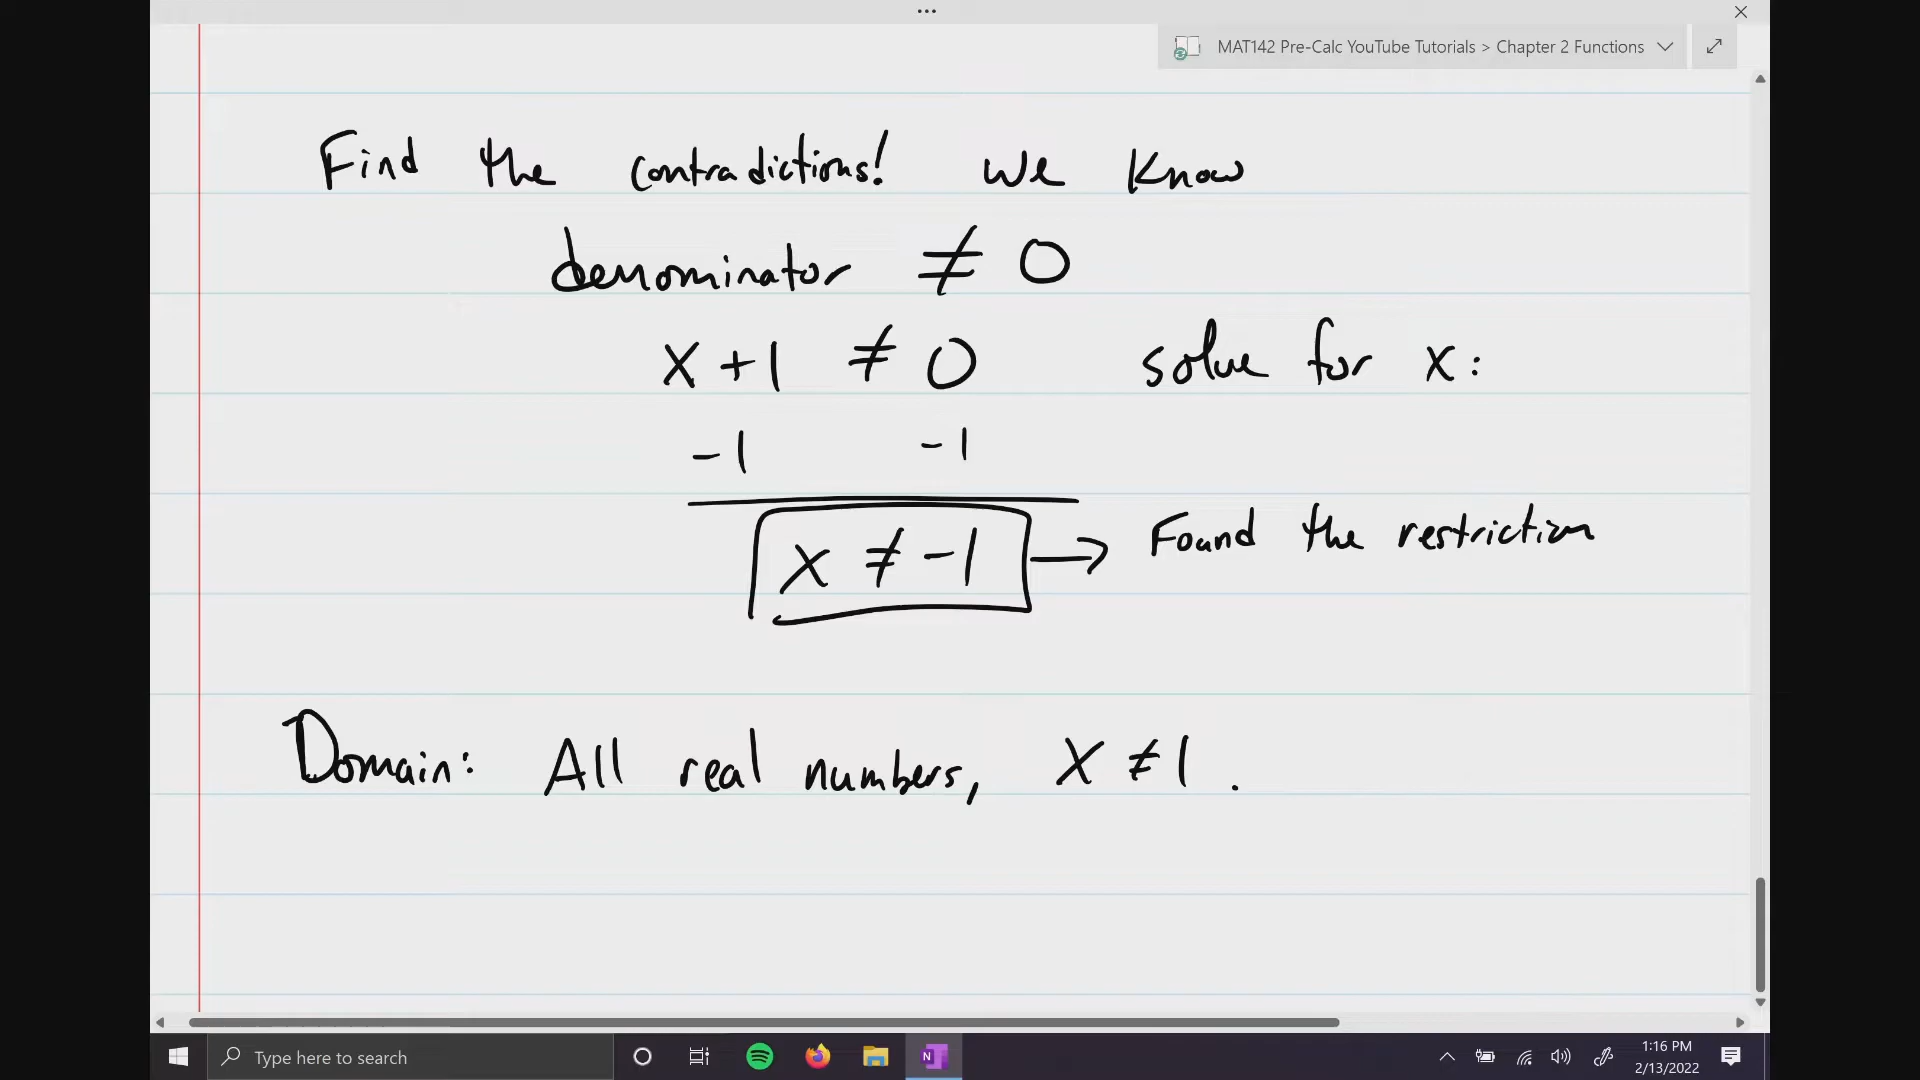 MAT142 Pre-Calc YouTube Tutorials > Chapter 2 Functions
Find the contradictions! We Know
denominator ≠ 0
x + 1 ≠ 0 solve for x:
-1 -1
x ≠ -1 → Found the restriction
Domain: All real numbers, x ≠ 1.
Type here to search
1:16 PM
2/13/2022